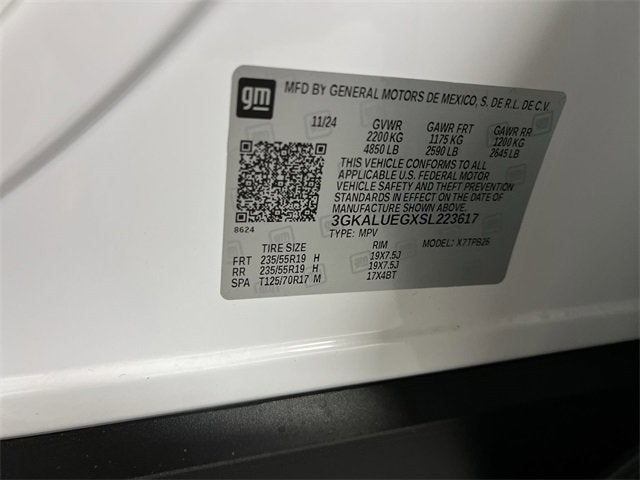 gm
MFD BY GENERAL MOTORS DE MEXICO, S. DE R.L. DE C.V.
11/24 GVWR GAWR FRT GAWR RR
2200 KG 1175 KG 1200 KG
4850 LB 2590 LB 2645 LB
THIS VEHICLE CONFORMS TO ALL
APPLICABLE U.S. FEDERAL MOTOR
VEHICLE SAFETY AND THEFT PREVENTION
STANDARDS IN EFFECT ON THE DATE OF
MANUFACTURE SHOWN ABOVE.
3GKALUEGXSL223617
8624
TYPE: MPV MODEL: X7TPB26
TIRE SIZE RIM
FRT 235/55R19 H 19X7.5J
RR 235/55R19 H 19X7.5J
SPA T125/70R17 M 17X4BT